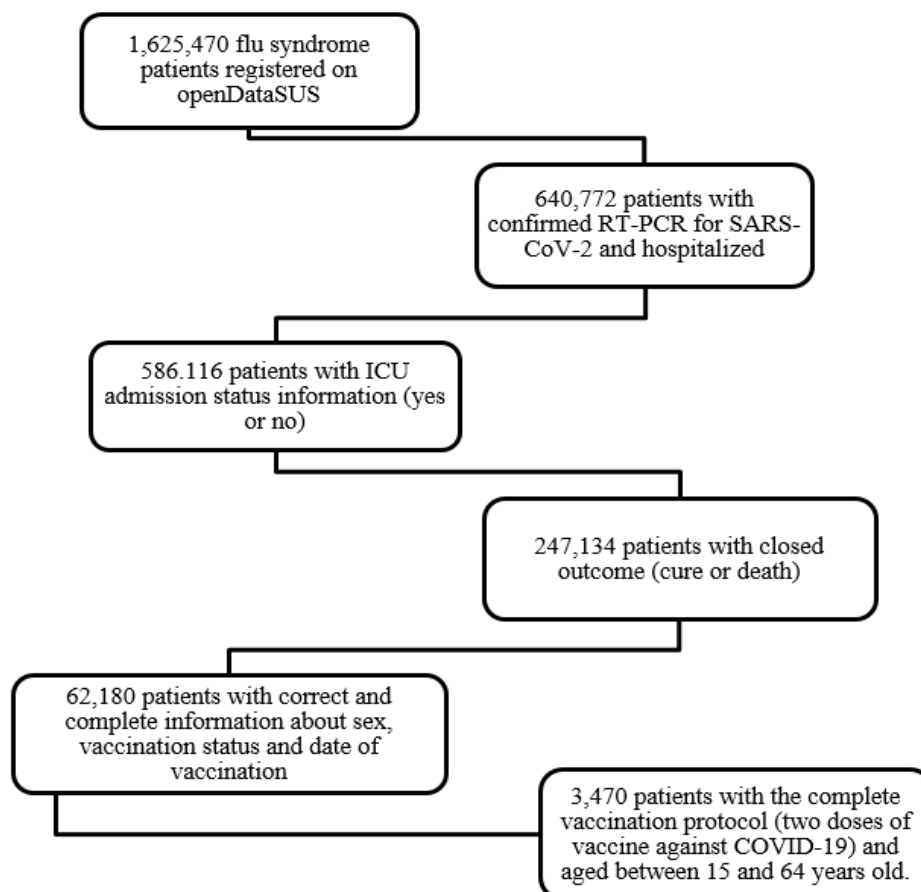 1,625,470 flu syndrome
patients registered on
openDataSUS
640,772 patients with
confirmed RT-PCR for SARS-
CoV-2 and hospitalized
586.116 patients with ICU
admission status information (yes
or no)
247,134 patients with closed
outcome (cure or death)
62,180 patients with correct and
complete information about sex,
vaccination status and date of
vaccination
3,470 patients with the complete
vaccination protocol (two doses of
vaccine against COVID-19) and
aged between 15 and 64 years old.